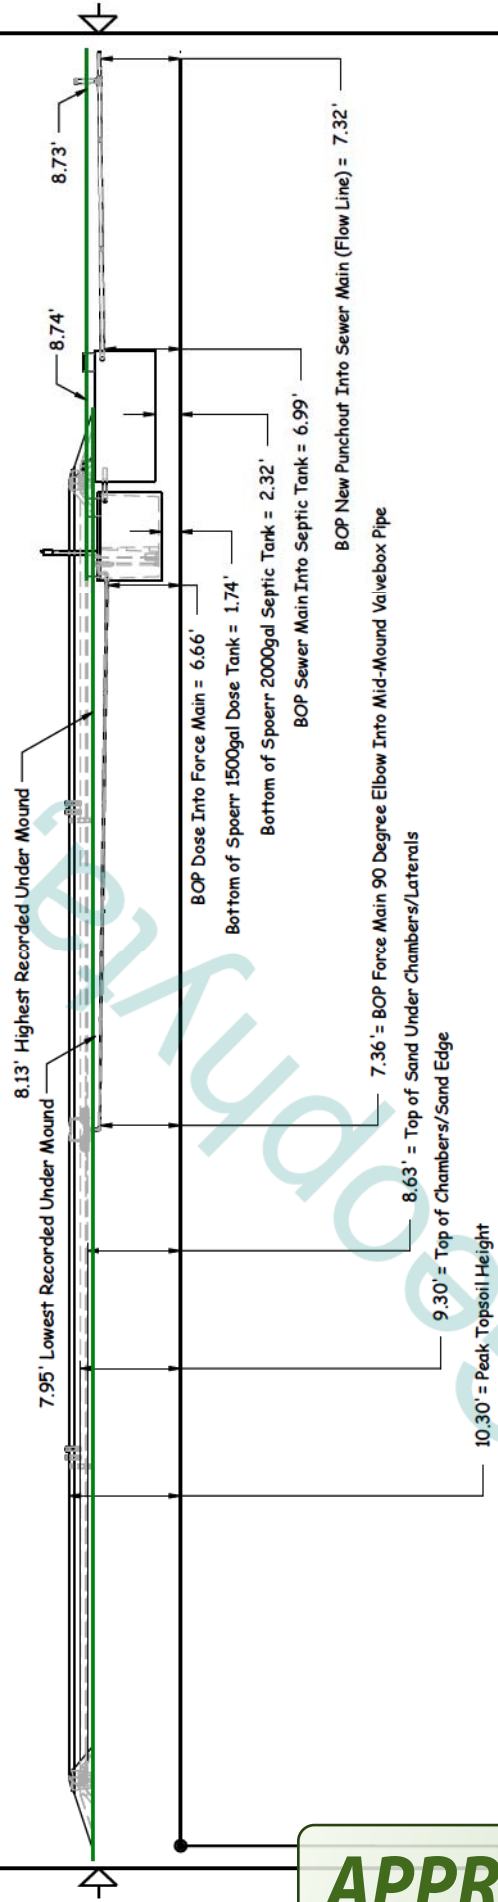 8.73'
8.74'
BOP New Punchout Into Sewer Main (Flow Line) = 7.32'
BOP Sewer Main Into Septic Tank = 6.99'
Bottom of Spoerr 2000gal Septic Tank = 2.32'
Bottom of Spoerr 1500gal Dose Tank = 1.74'
BOP Dose Into Force Main = 6.66'
8.13' Highest Recorded Under Mound
7.95' Lowest Recorded Under Mound
7.36'= BOP Force Main 90 Degree Elbow Into Mid-Mound Valvebox Pipe
8.63' = Top of Sand Under Chambers/Laterals
9.30'= Top of Chambers/Sand Edge
10.30'= Peak Topsoil Height
eophyta
APPR